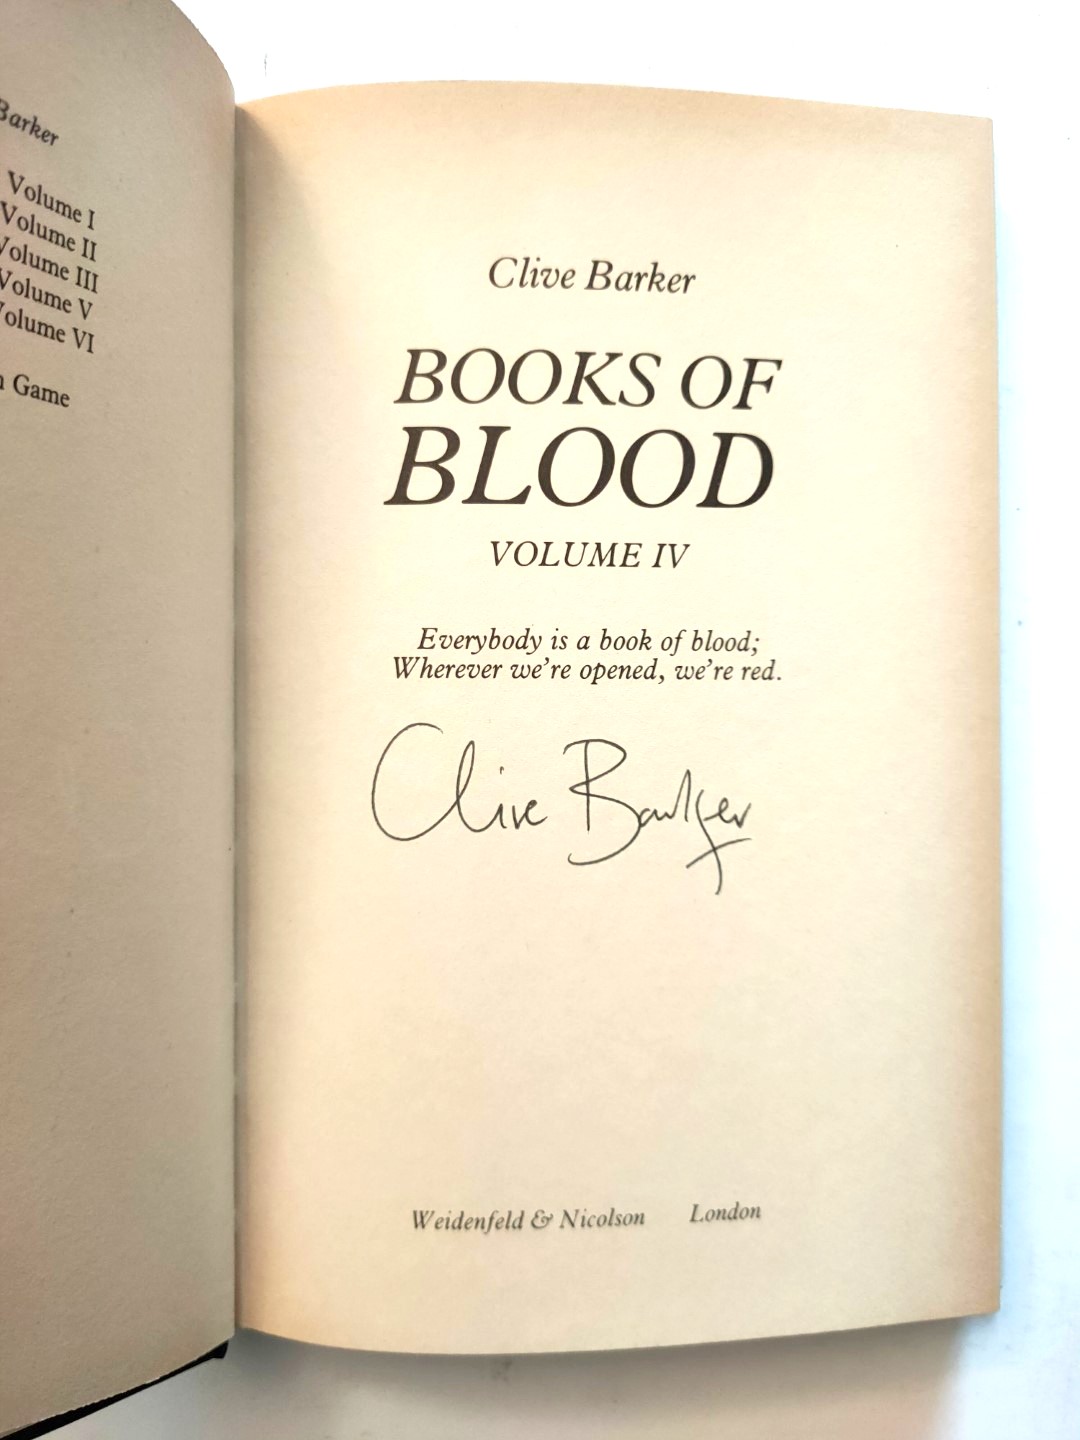 Barker
Volume I
Volume II
Volume III
Volume V
Volume VI
Game
Clive Barker
BOOKS OF
BLOOD
VOLUME IV
Everybody is a book of blood;
Wherever we're opened, we're red.
Clive Barker
Weidenfeld & Nicolson London